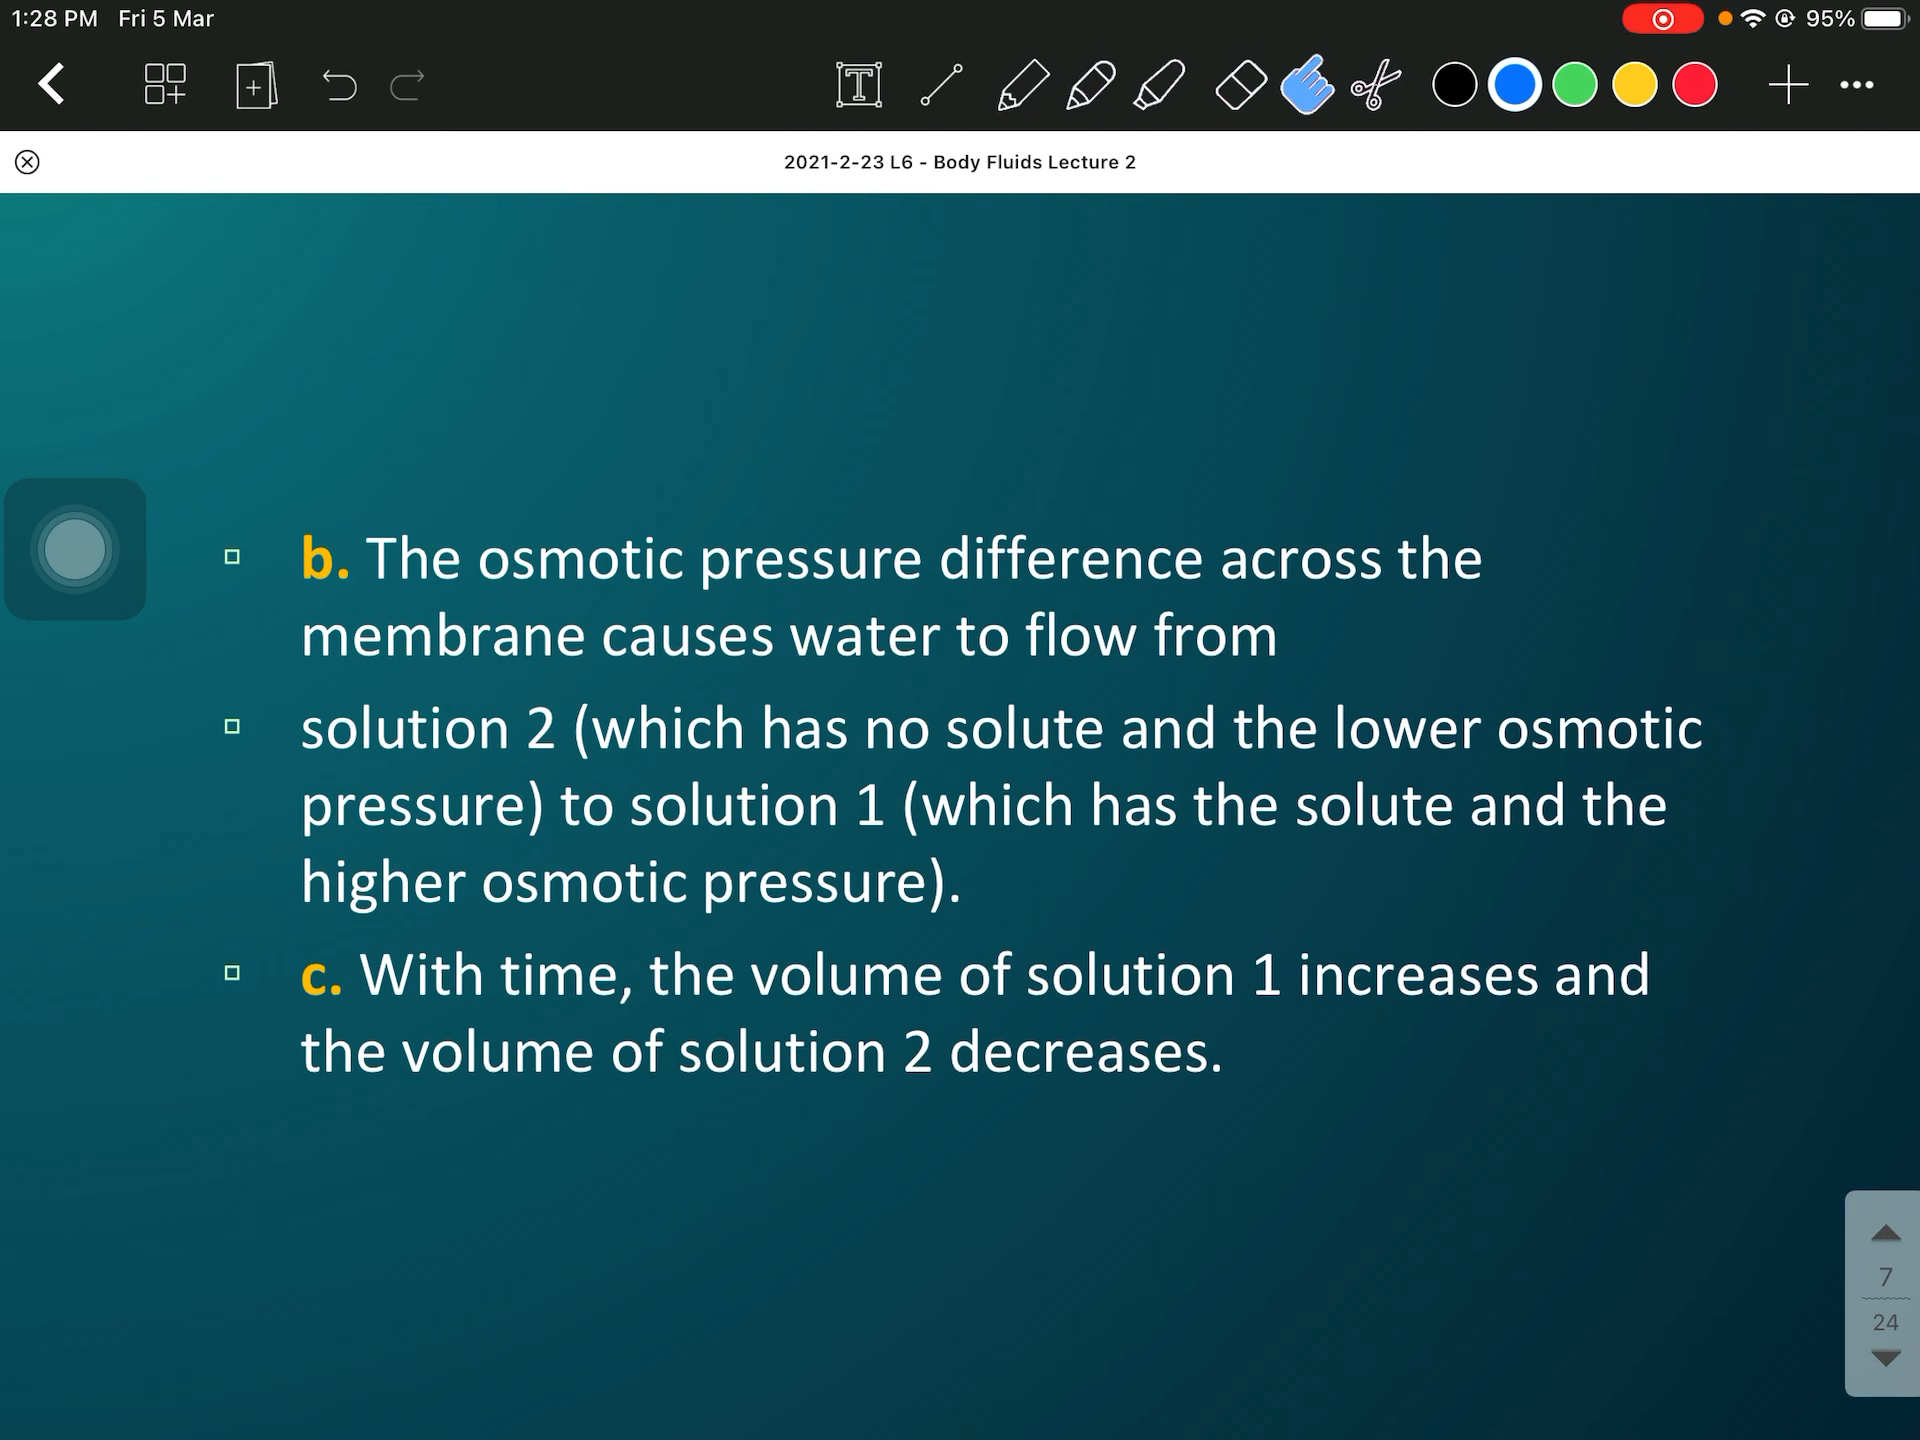 1:28 PM Fri 5 Mar
95%
T
2021-2-23 L6 - Body Fluids Lecture 2
b. The osmotic pressure difference across the
membrane causes water to flow from
solution 2 (which has no solute and the lower osmotic
pressure) to solution 1 (which has the solute and the
higher osmotic pressure).
c. With time, the volume of solution 1 increases and
the volume of solution 2 decreases.
7
24